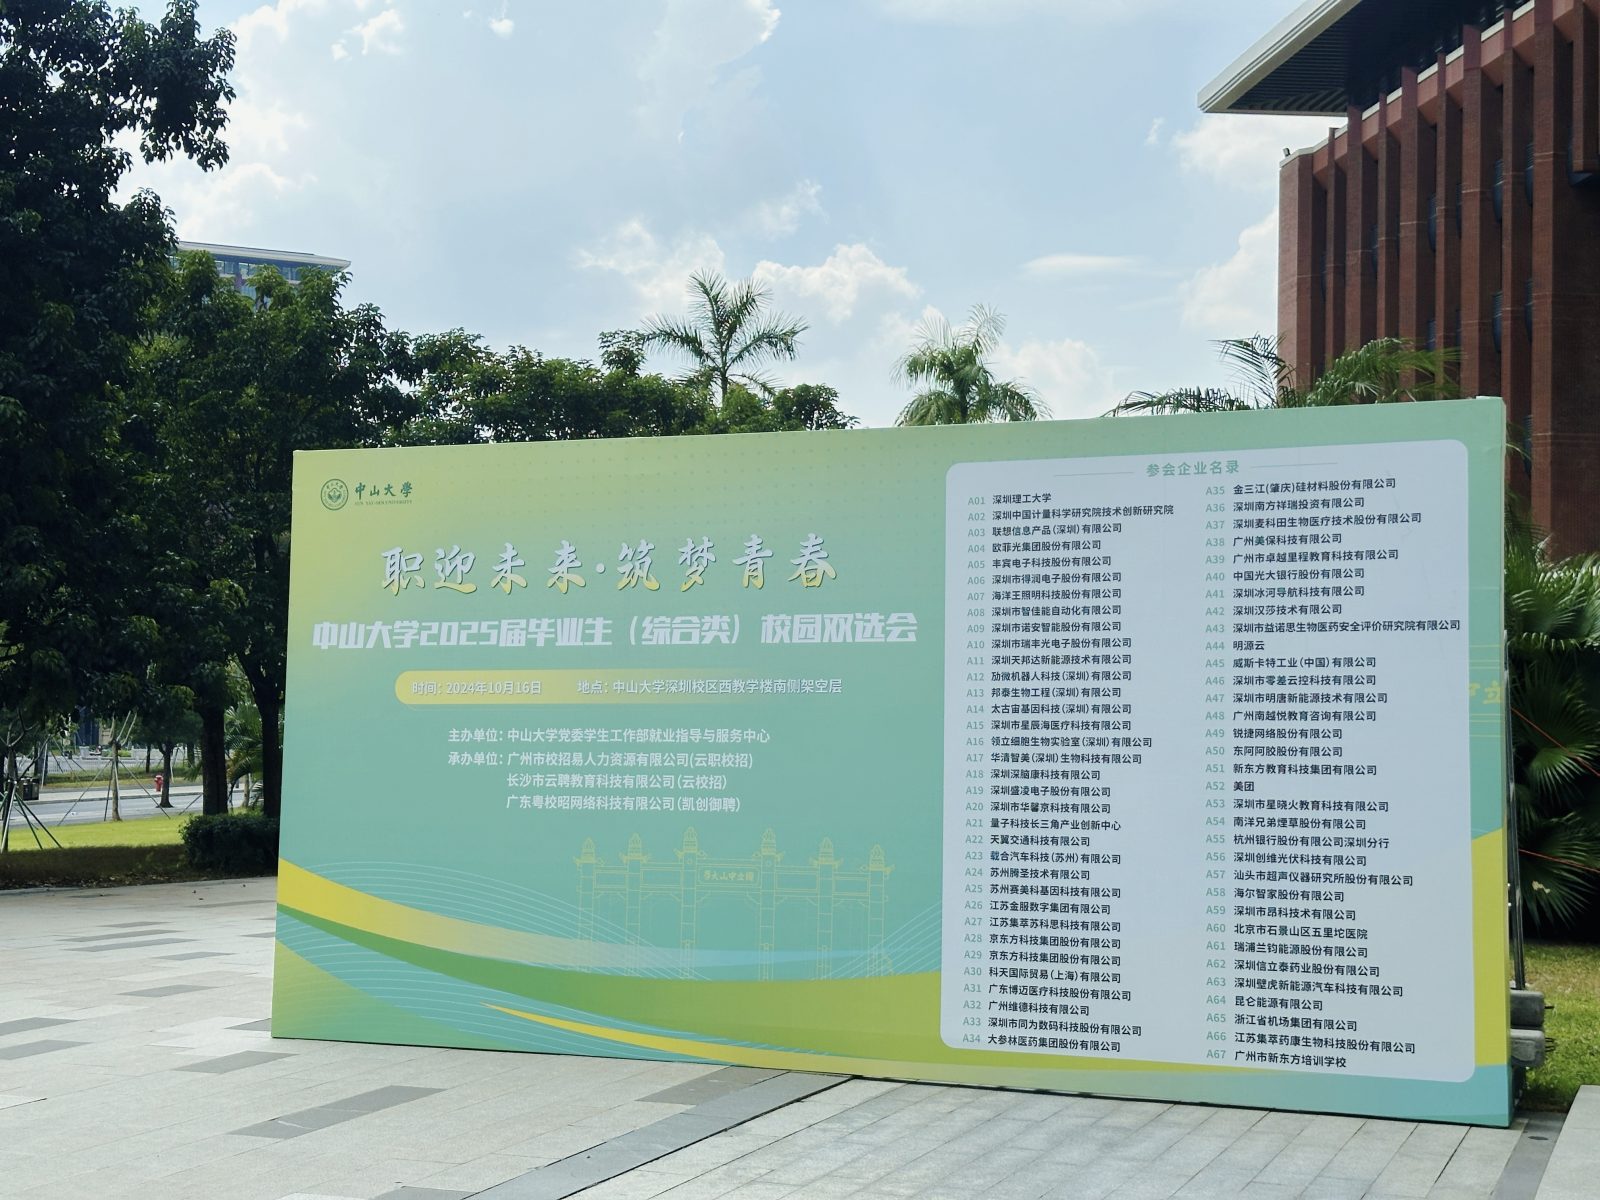 中山大學
SUN YAT-SEN UNIVERSITY
职迎未来·筑梦青春
中山大学2025届毕业生（综合类）校园双选会
时间：2024年10月16日 地点：中山大学深圳校区西教学楼南侧架空层
主办单位：中山大学党委学生工作部就业指导与服务中心
承办单位：广州市校招易人力资源有限公司(云职校招)
长沙市云聘教育科技有限公司(云校招)
广东粤校昭网络科技有限公司(凯创御聘)
参会企业名录
A01 深圳理工大学
A02 深圳中国计量科学研究院技术创新研究院
A03 联想信息产品(深圳)有限公司
A04 欧菲光集团股份有限公司
A05 丰宾电子科技股份有限公司
A06 深圳市得润电子股份有限公司
A07 海洋王照明科技股份有限公司
A08 深圳市智佳能自动化有限公司
A09 深圳市诺安智能股份有限公司
A10 深圳市瑞丰光电子股份有限公司
A11 深圳天邦达新能源技术有限公司
A12 劢微机器人科技(深圳)有限公司
A13 邦泰生物工程(深圳)有限公司
A14 太古宙基因科技(深圳)有限公司
A15 深圳市星辰海医疗科技有限公司
A16 领立细胞生物实验室(深圳)有限公司
A17 华清智美(深圳)生物科技有限公司
A18 深圳深脑康科技有限公司
A19 深圳盛凌电子股份有限公司
A20 深圳市华馨京科技有限公司
A21 量子科技长三角产业创新中心
A22 天翼交通科技有限公司
A23 载合汽车科技(苏州)有限公司
A24 苏州腾圣技术有限公司
A25 苏州赛美科基因科技有限公司
A26 江苏金服数字集团有限公司
A27 江苏集萃苏科思科技有限公司
A28 京东方科技集团股份有限公司
A29 京东方科技集团股份有限公司
A30 科天国际贸易(上海)有限公司
A31 广东博迈医疗科技股份有限公司
A32 广州维德科技有限公司
A33 深圳市同为数码科技股份有限公司
A34 大参林医药集团股份有限公司
A35 金三江(肇庆)硅材料股份有限公司
A36 深圳南方祥瑞投资有限公司
A37 深圳麦科田生物医疗技术股份有限公司
A38 广州美保科技有限公司
A39 广州市卓越里程教育科技有限公司
A40 中国光大银行股份有限公司
A41 深圳冰河导航科技有限公司
A42 深圳汉莎技术有限公司
A43 深圳市益诺思生物医药安全评价研究院有限公司
A44 明源云
A45 威斯卡特工业(中国)有限公司
A46 深圳市零差云控科技有限公司
A47 深圳市明唐新能源技术有限公司
A48 广州南越悦教育咨询有限公司
A49 锐捷网络股份有限公司
A50 东阿阿胶股份有限公司
A51 新东方教育科技集团有限公司
A52 美团
A53 深圳市星晓火教育科技有限公司
A54 南洋兄弟烟草股份有限公司
A55 杭州银行股份有限公司深圳分行
A56 深圳创维光伏科技有限公司
A57 汕头市超声仪器研究所股份有限公司
A58 海尔智家股份有限公司
A59 深圳市昂科技术有限公司
A60 北京市石景山区五里坨医院
A61 瑞浦兰钧能源股份有限公司
A62 深圳信立泰药业股份有限公司
A63 深圳壁虎新能源汽车科技有限公司
A64 昆仑能源有限公司
A65 浙江省机场集团有限公司
A66 江苏集萃药康生物科技股份有限公司
A67 广州市新东方培训学校
學大山中立國